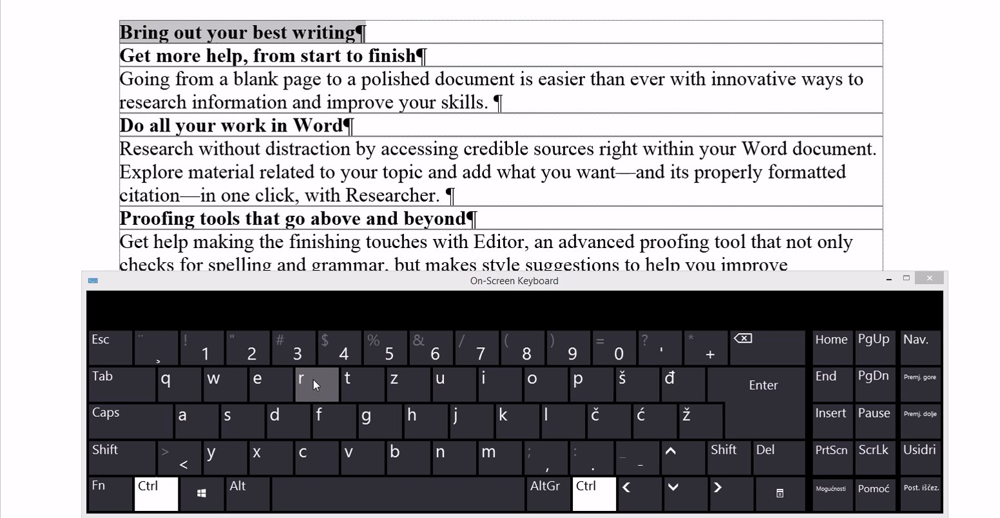 Bring out your best writing¶
Get more help, from start to finish¶
Going from a blank page to a polished document is easier than ever with innovative ways to
research information and improve your skills. ¶
Do all your work in Word¶
Research without distraction by accessing credible sources right within your Word document.
Explore material related to your topic and add what you want—and its properly formatted
citation—in one click, with Researcher. ¶
Proofing tools that go above and beyond¶
Get help making the finishing touches with Editor, an advanced proofing tool that not only
checks for spelling and grammar, but makes style suggestions to help you improve
On-Screen Keyboard
Esc ¨ ¸ ! 1 " 2 # 3 $ 4 % 5 & 6 / 7 ( 8 ) 9 = 0 ? ' * + Home PgUp Nav.
Tab q w e r t z u i o p š đ Enter End PgDn Premj. gore
Caps a s d f g h j k l č ć ž Insert Pause Premj. dolje
Shift > < y x c v b n m ; , : . _ - Shift Del PrtScn ScrLk Usidri
Fn Ctrl Alt AltGr Ctrl Mogućnosti Pomoć Post. iščez.